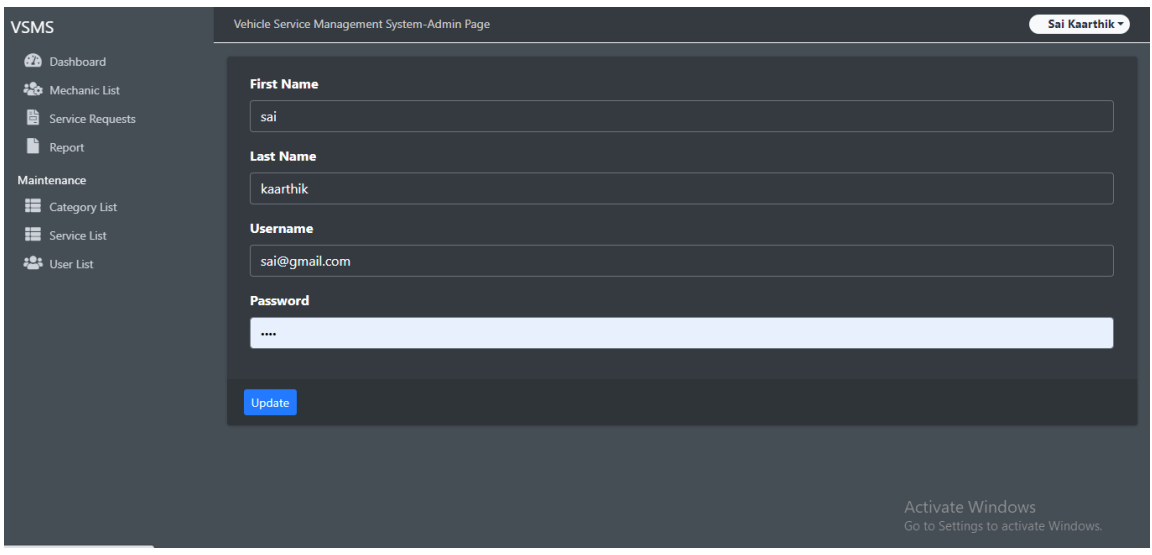 VSMS
Vehicle Service Management System-Admin Page
Sai Kaarthik
Dashboard
Mechanic List
Service Requests
Report
Maintenance
Category List
Service List
User List
First Name
sai
Last Name
kaarthik
Username
sai@gmail.com
Password
••••
Update
Activate Windows
Go to Settings to activate Windows.